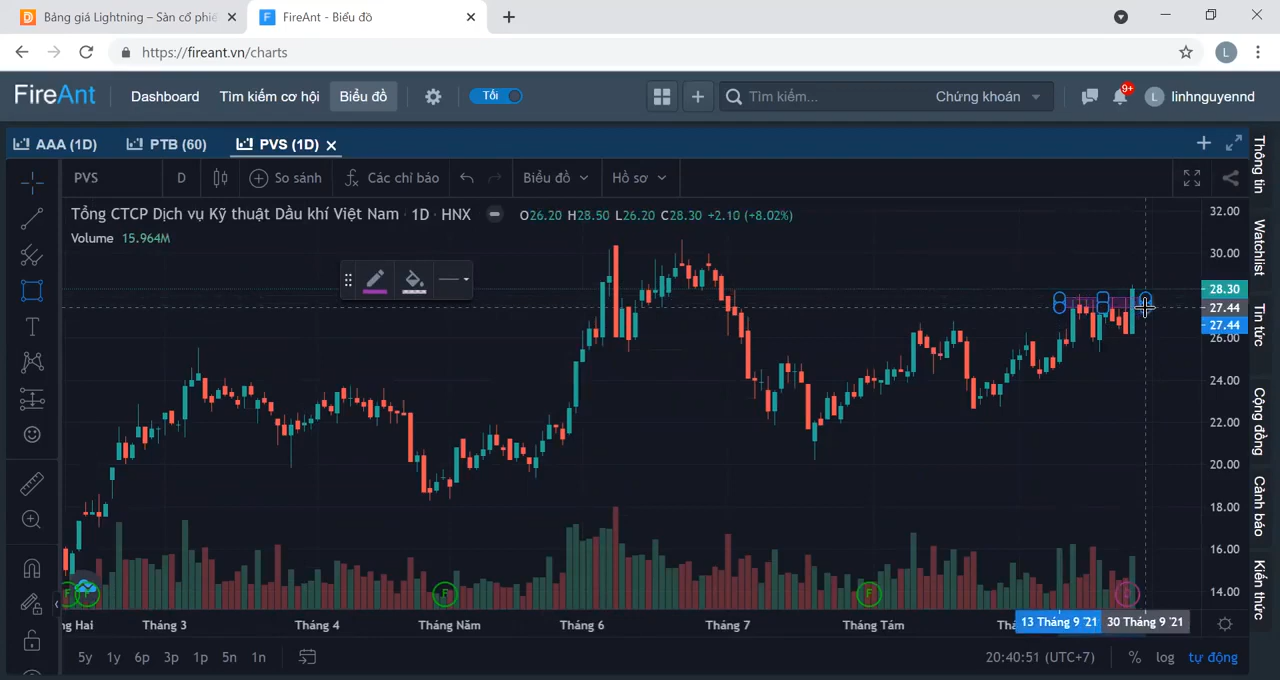 Bảng giá Lightning – Sàn cổ phiế
FireAnt - Biểu đồ
https://fireant.vn/charts
L
FireAnt
Dashboard
Tìm kiếm cơ hội
Biểu đồ
Tối
Tìm kiếm...
Chứng khoán
9+
L
linhnguyennd
AAA (1D)
PTB (60)
PVS (1D)
PVS
D
So sánh
Các chỉ báo
Biểu đồ
Hồ sơ
Tổng CTCP Dịch vụ Kỹ thuật Dầu khí Việt Nam · 1D · HNX
O26.20 H28.50 L26.20 C28.30 +2.10 (+8.02%)
Volume 15.964M
32.00
30.00
28.30
27.44
27.44
26.00
24.00
22.00
20.00
18.00
16.00
14.00
F
F
F
D
ng Hai
Tháng 3
Tháng 4
Tháng Năm
Tháng 6
Tháng 7
Tháng Tám
Thá
13 Tháng 9 '21
30 Tháng 9 '21
5y
1y
6p
3p
1p
5n
1n
20:40:51 (UTC+7)
%
log
tự động
Thông tin
Watchlist
Tin tức
Cộng đồng
Cảnh báo
Kiến thức